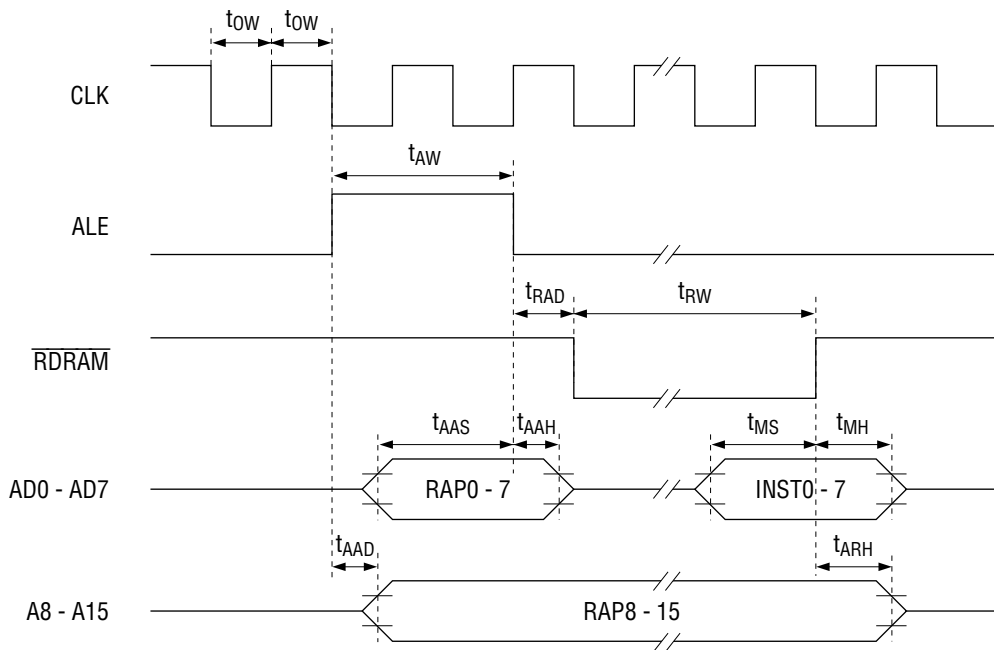 tOW tOW
CLK
tAW
ALE
tRAD tRW
RDRAM
tAAS tAAH tMS tMH
AD0 - AD7 RAP0 - 7 INST0 - 7
tAAD tARH
A8 - A15 RAP8 - 15